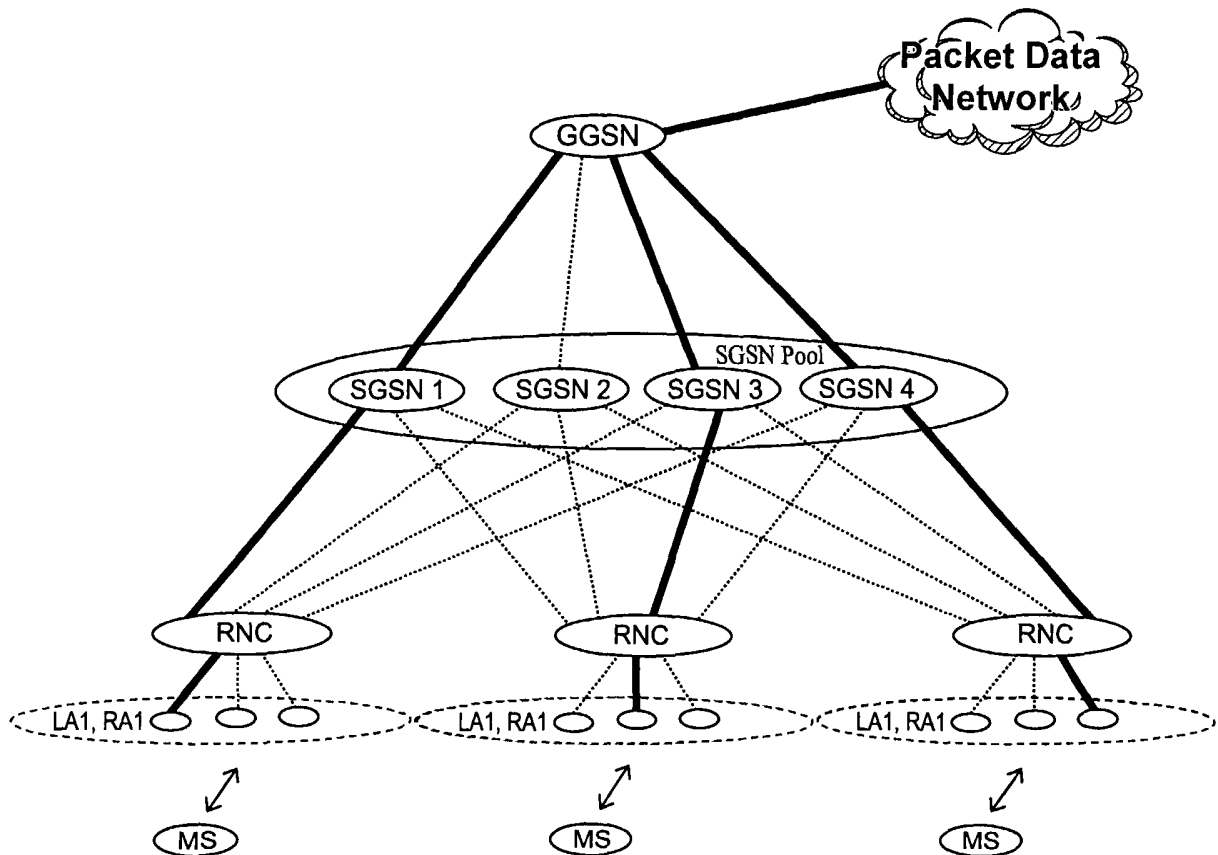 Packet Data
Network
GGSN
SGSN Pool
SGSN 1
SGSN 2
SGSN 3
SGSN 4
RNC
RNC
RNC
LA1, RA1
LA1, RA1
LA1, RA1
MS
MS
MS